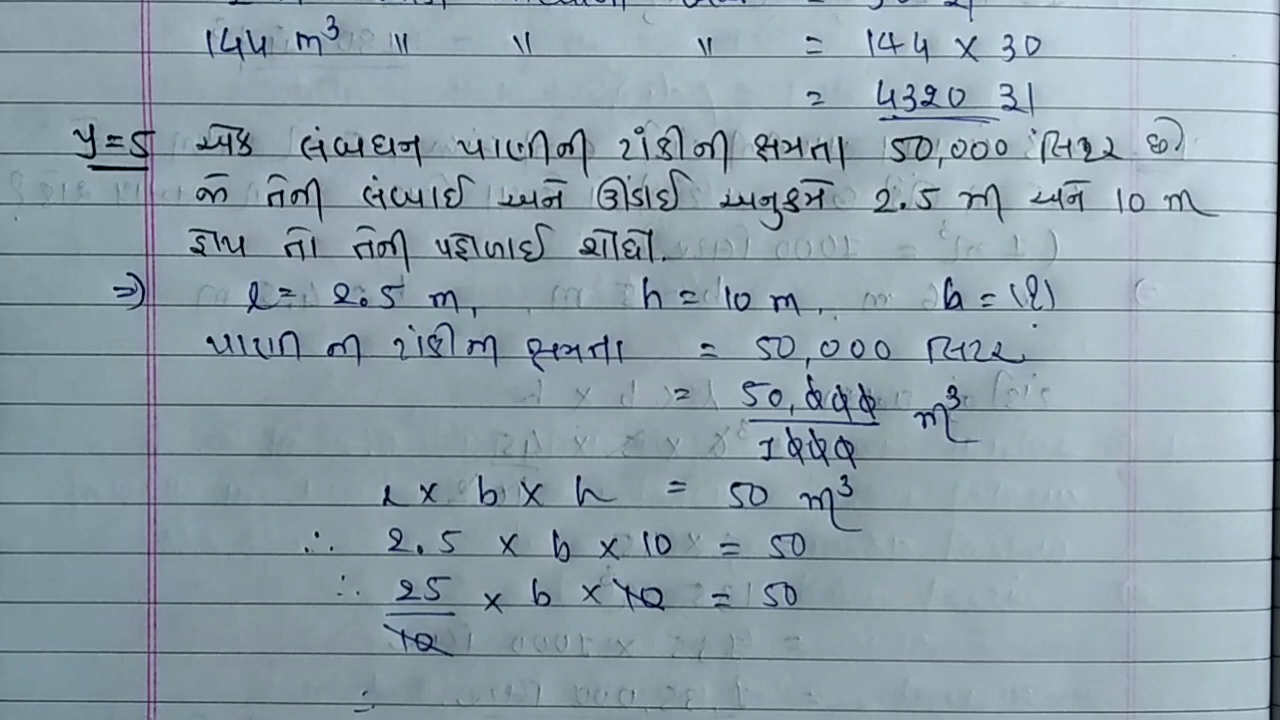 144 m³ " " " = 144 x 30
= 4320 રૂ।
પ્ર=5 એક લંબઘન પાણીની ટાંકીની ક્ષમતા 50,000 લિટર છે
જો તેની લંબાઈ અને ઊંડાઈ અનુક્રમે 2.5 મી અને 10 m
હોય તો તેની પહોળાઈ શોધો.
⇒ l = 2.5 m, h = 10 m, b = (?)
પાણી ની ટાંકીની ક્ષમતા = 50,000 લિટર
= 50,000 / 1000 m³
l x b x h = 50 m³
∴ 2.5 x b x 10 = 50
∴ 25/10 x b x 10 = 50